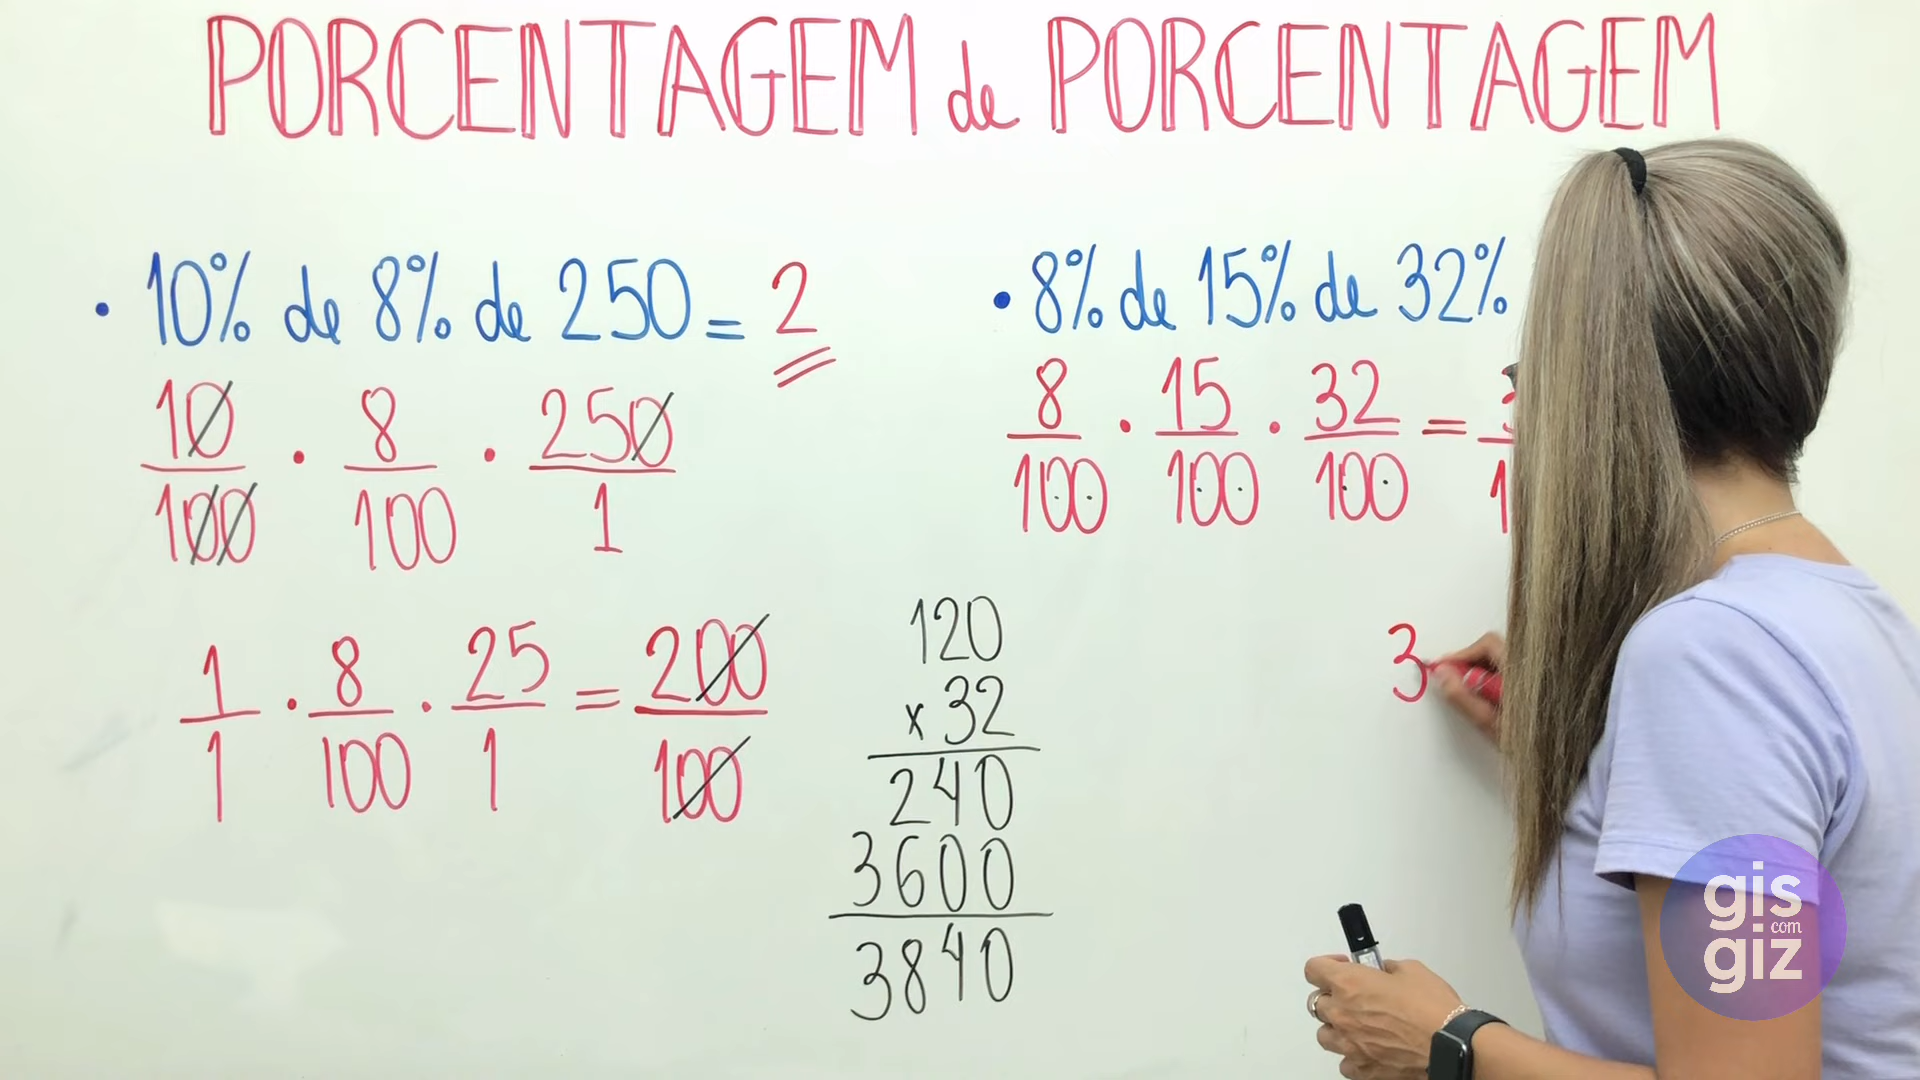 PORCENTAGEM de PORCENTAGEM
• 10% de 8% de 250 = 2
10/100 · 8/100 · 250/1
1/1 · 8/100 · 25/1 = 200/100
120
x 32
240
3600
3840
• 8% de 15% de 32%
8/100 · 15/100 · 32/100 =
3
gis
com
giz